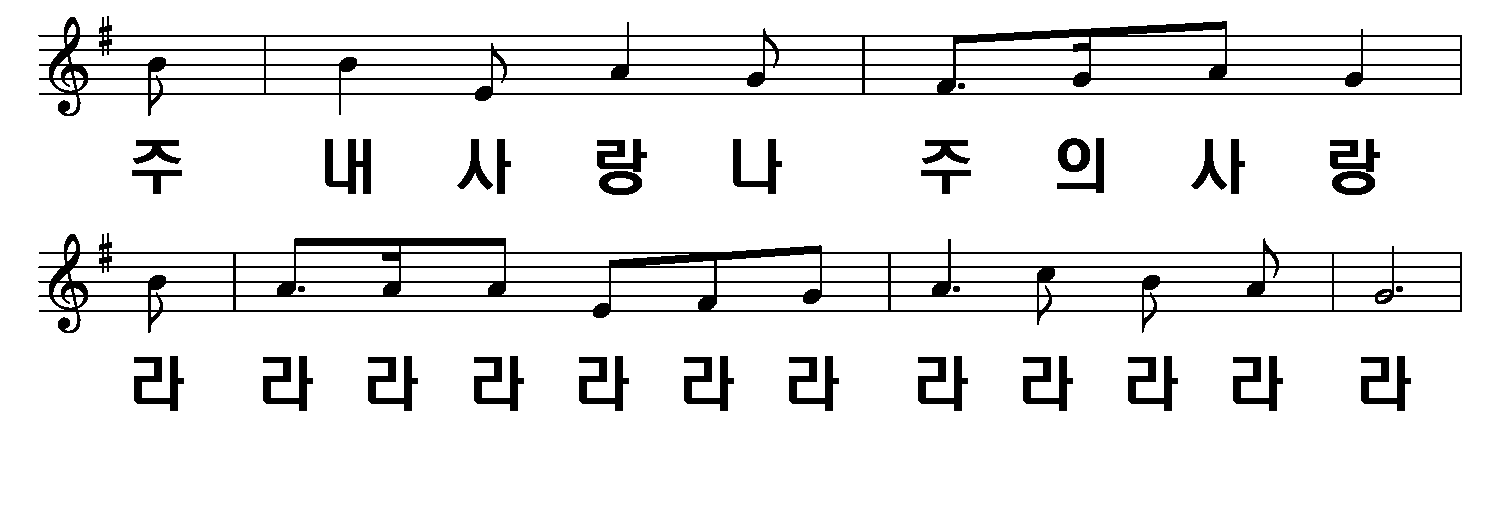 주 내 사 랑 나 주 의 사 랑
라 라 라 라 라 라 라 라 라 라 라 라